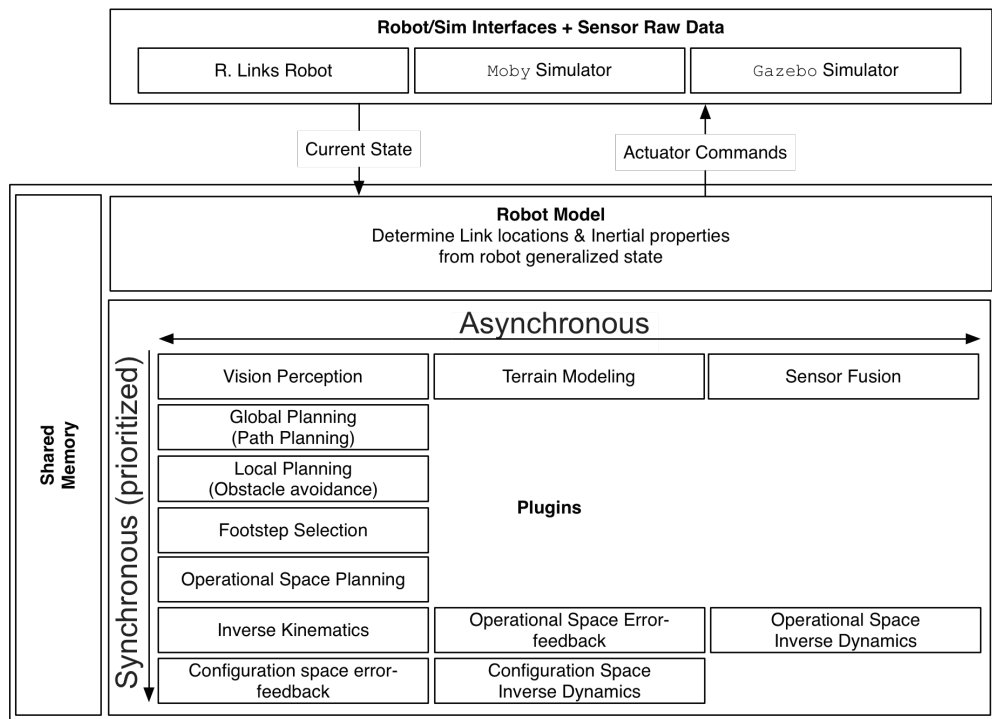 Robot/Sim Interfaces + Sensor Raw Data
R. Links Robot
Moby Simulator
Gazebo Simulator
Current State
Actuator Commands
Robot Model
Determine Link locations & Inertial properties
from robot generalized state
Shared
Memory
Asynchronous
Synchronous (prioritized)
Vision Perception
Terrain Modeling
Sensor Fusion
Global Planning
(Path Planning)
Local Planning
(Obstacle avoidance)
Plugins
Footstep Selection
Operational Space Planning
Inverse Kinematics
Operational Space Error-
feedback
Operational Space
Inverse Dynamics
Configuration space error-
feedback
Configuration Space
Inverse Dynamics